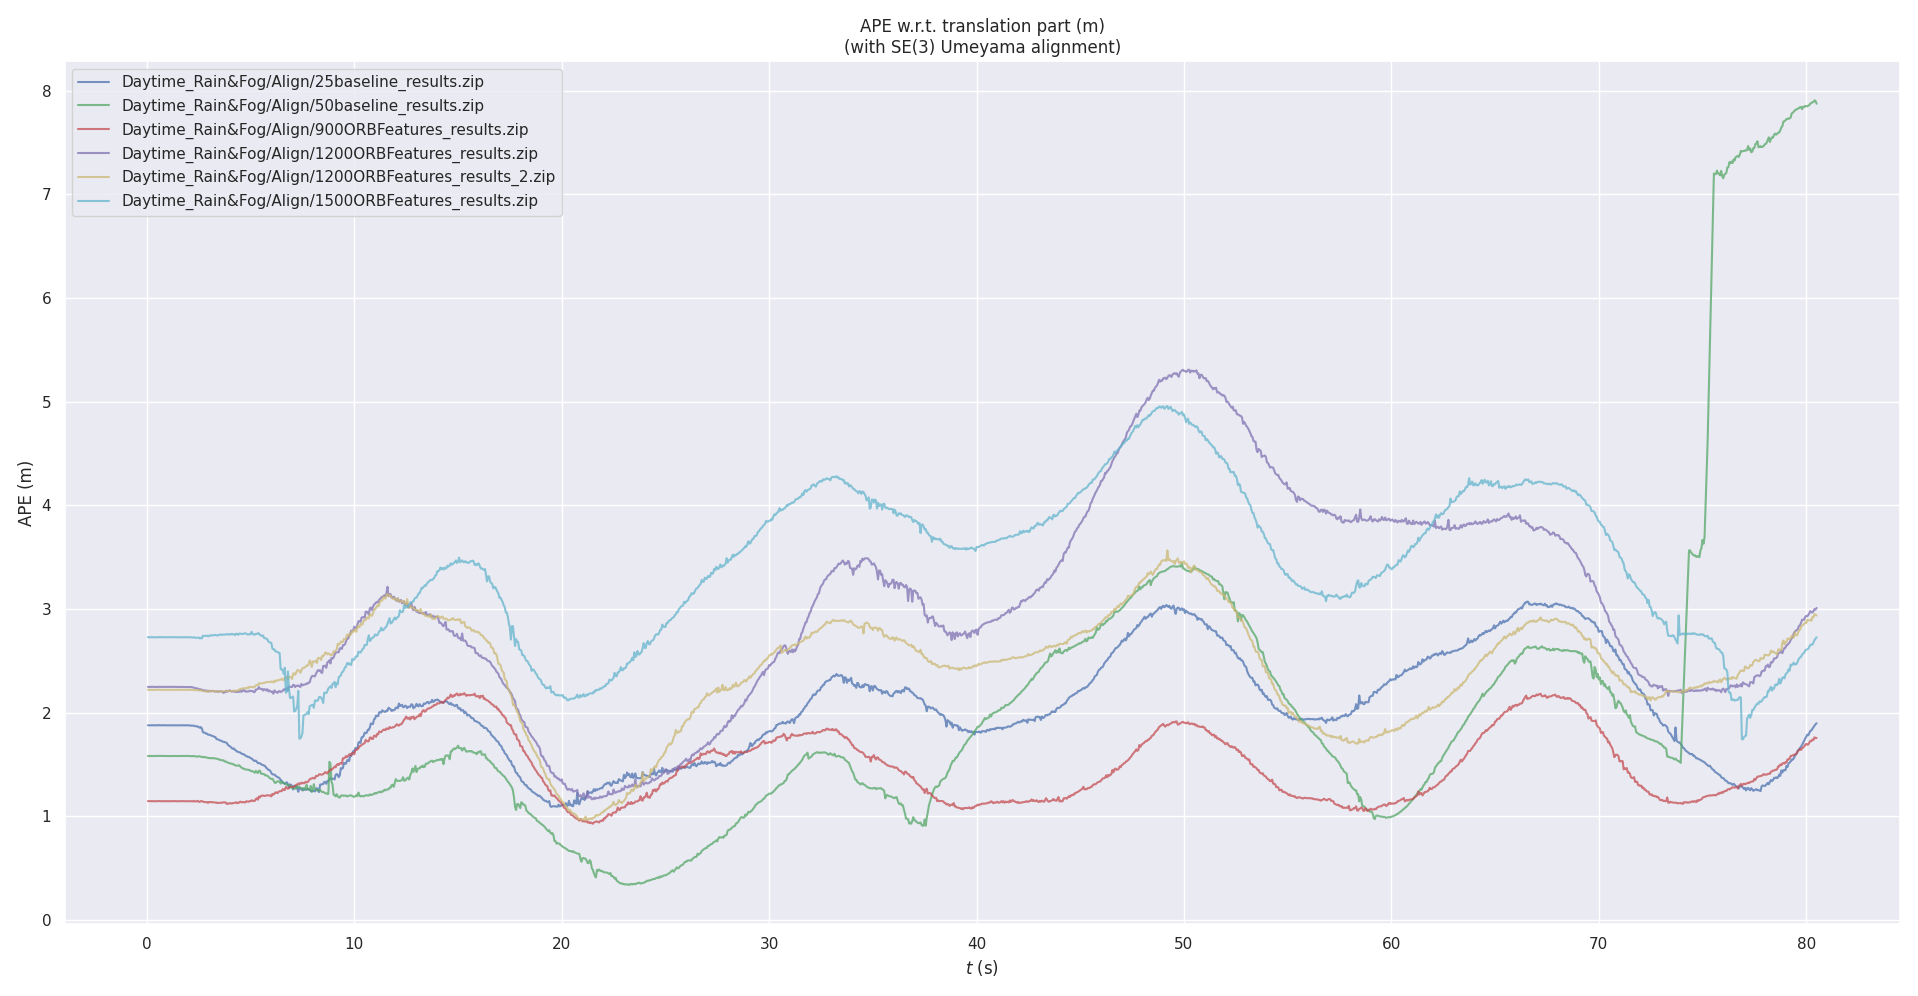 APE w.r.t. translation part (m)
(with SE(3) Umeyama alignment)
Daytime_Rain&Fog/Align/25baseline_results.zip
Daytime_Rain&Fog/Align/50baseline_results.zip
Daytime_Rain&Fog/Align/900ORBFeatures_results.zip
Daytime_Rain&Fog/Align/1200ORBFeatures_results.zip
Daytime_Rain&Fog/Align/1200ORBFeatures_results_2.zip
Daytime_Rain&Fog/Align/1500ORBFeatures_results.zip
8
7
6
5
4
3
2
1
0
APE (m)
0 10 20 30 40 50 60 70 80
t (s)